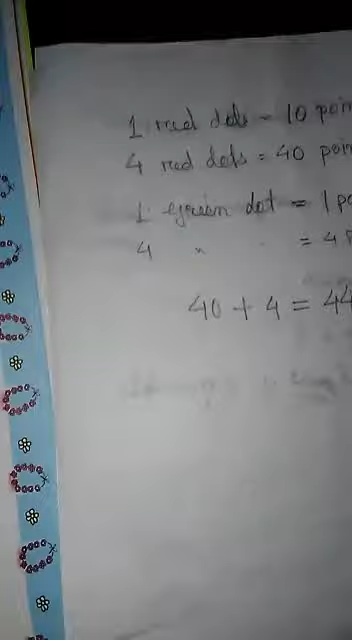 1 red dots = 10 poin
4 red dots = 40 poin
1 green dot = 1 po
4 " " = 4 p
40 + 4 = 44